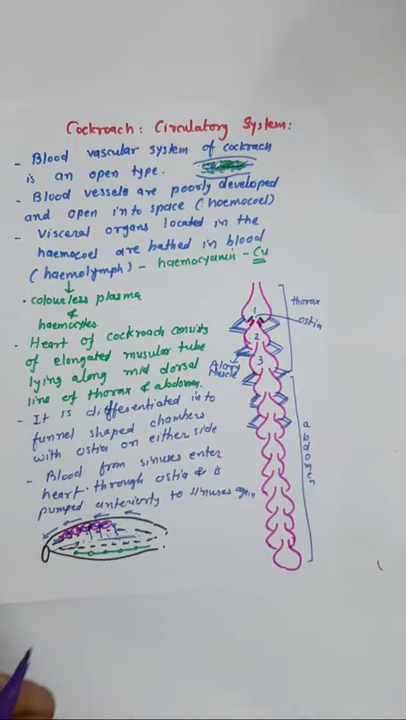 Cockroach: Circulatory System:
- Blood vascular system of cockrach
is an open type.
- Blood vessels are poorly developed
and open into space (haemocoel)
- Visceral organs located in the
haemocoel are bathed in blood
(haemolymph) - haemocyanin - Cu
• colourless plasma
&
haemocytes
• Heart of cockroach consists
of elongated muscular tube
lying along mid dorsal
line of thorax & abdomen.
- It is differentiated into
funnel shaped chambers
with ostia on either side
- Blood from sinuses enter
heart through ostia & is
pumped anteriorly to sinuses again
thorax
ostia
1
2
3
Alary
Muscle
abdomen